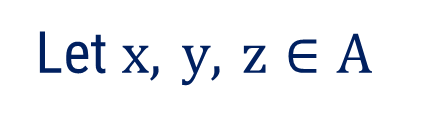 Let x, y, z ∈ A